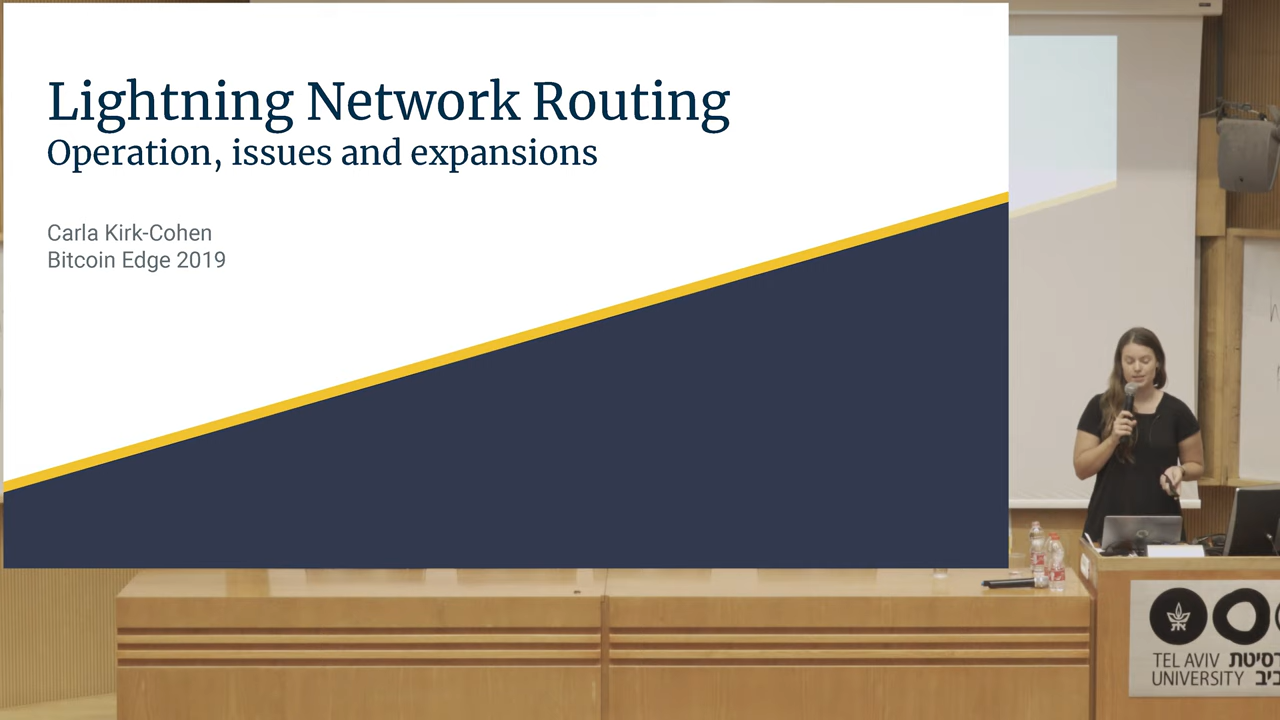 Lightning Network Routing
Operation, issues and expansions
Carla Kirk-Cohen
Bitcoin Edge 2019
TEL AVIV
UNIVERSITY